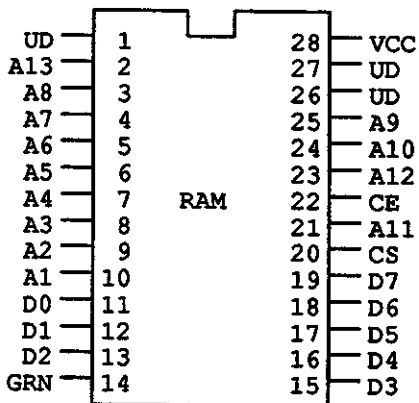 UD 1 28 VCC
A13 2 27 UD
A8 3 26 UD
A7 4 25 A9
A6 5 24 A10
A5 6 23 A12
A4 7 RAM 22 CE
A3 8 21 A11
A2 9 20 CS
A1 10 19 D7
D0 11 18 D6
D1 12 17 D5
D2 13 16 D4
GRN 14 15 D3